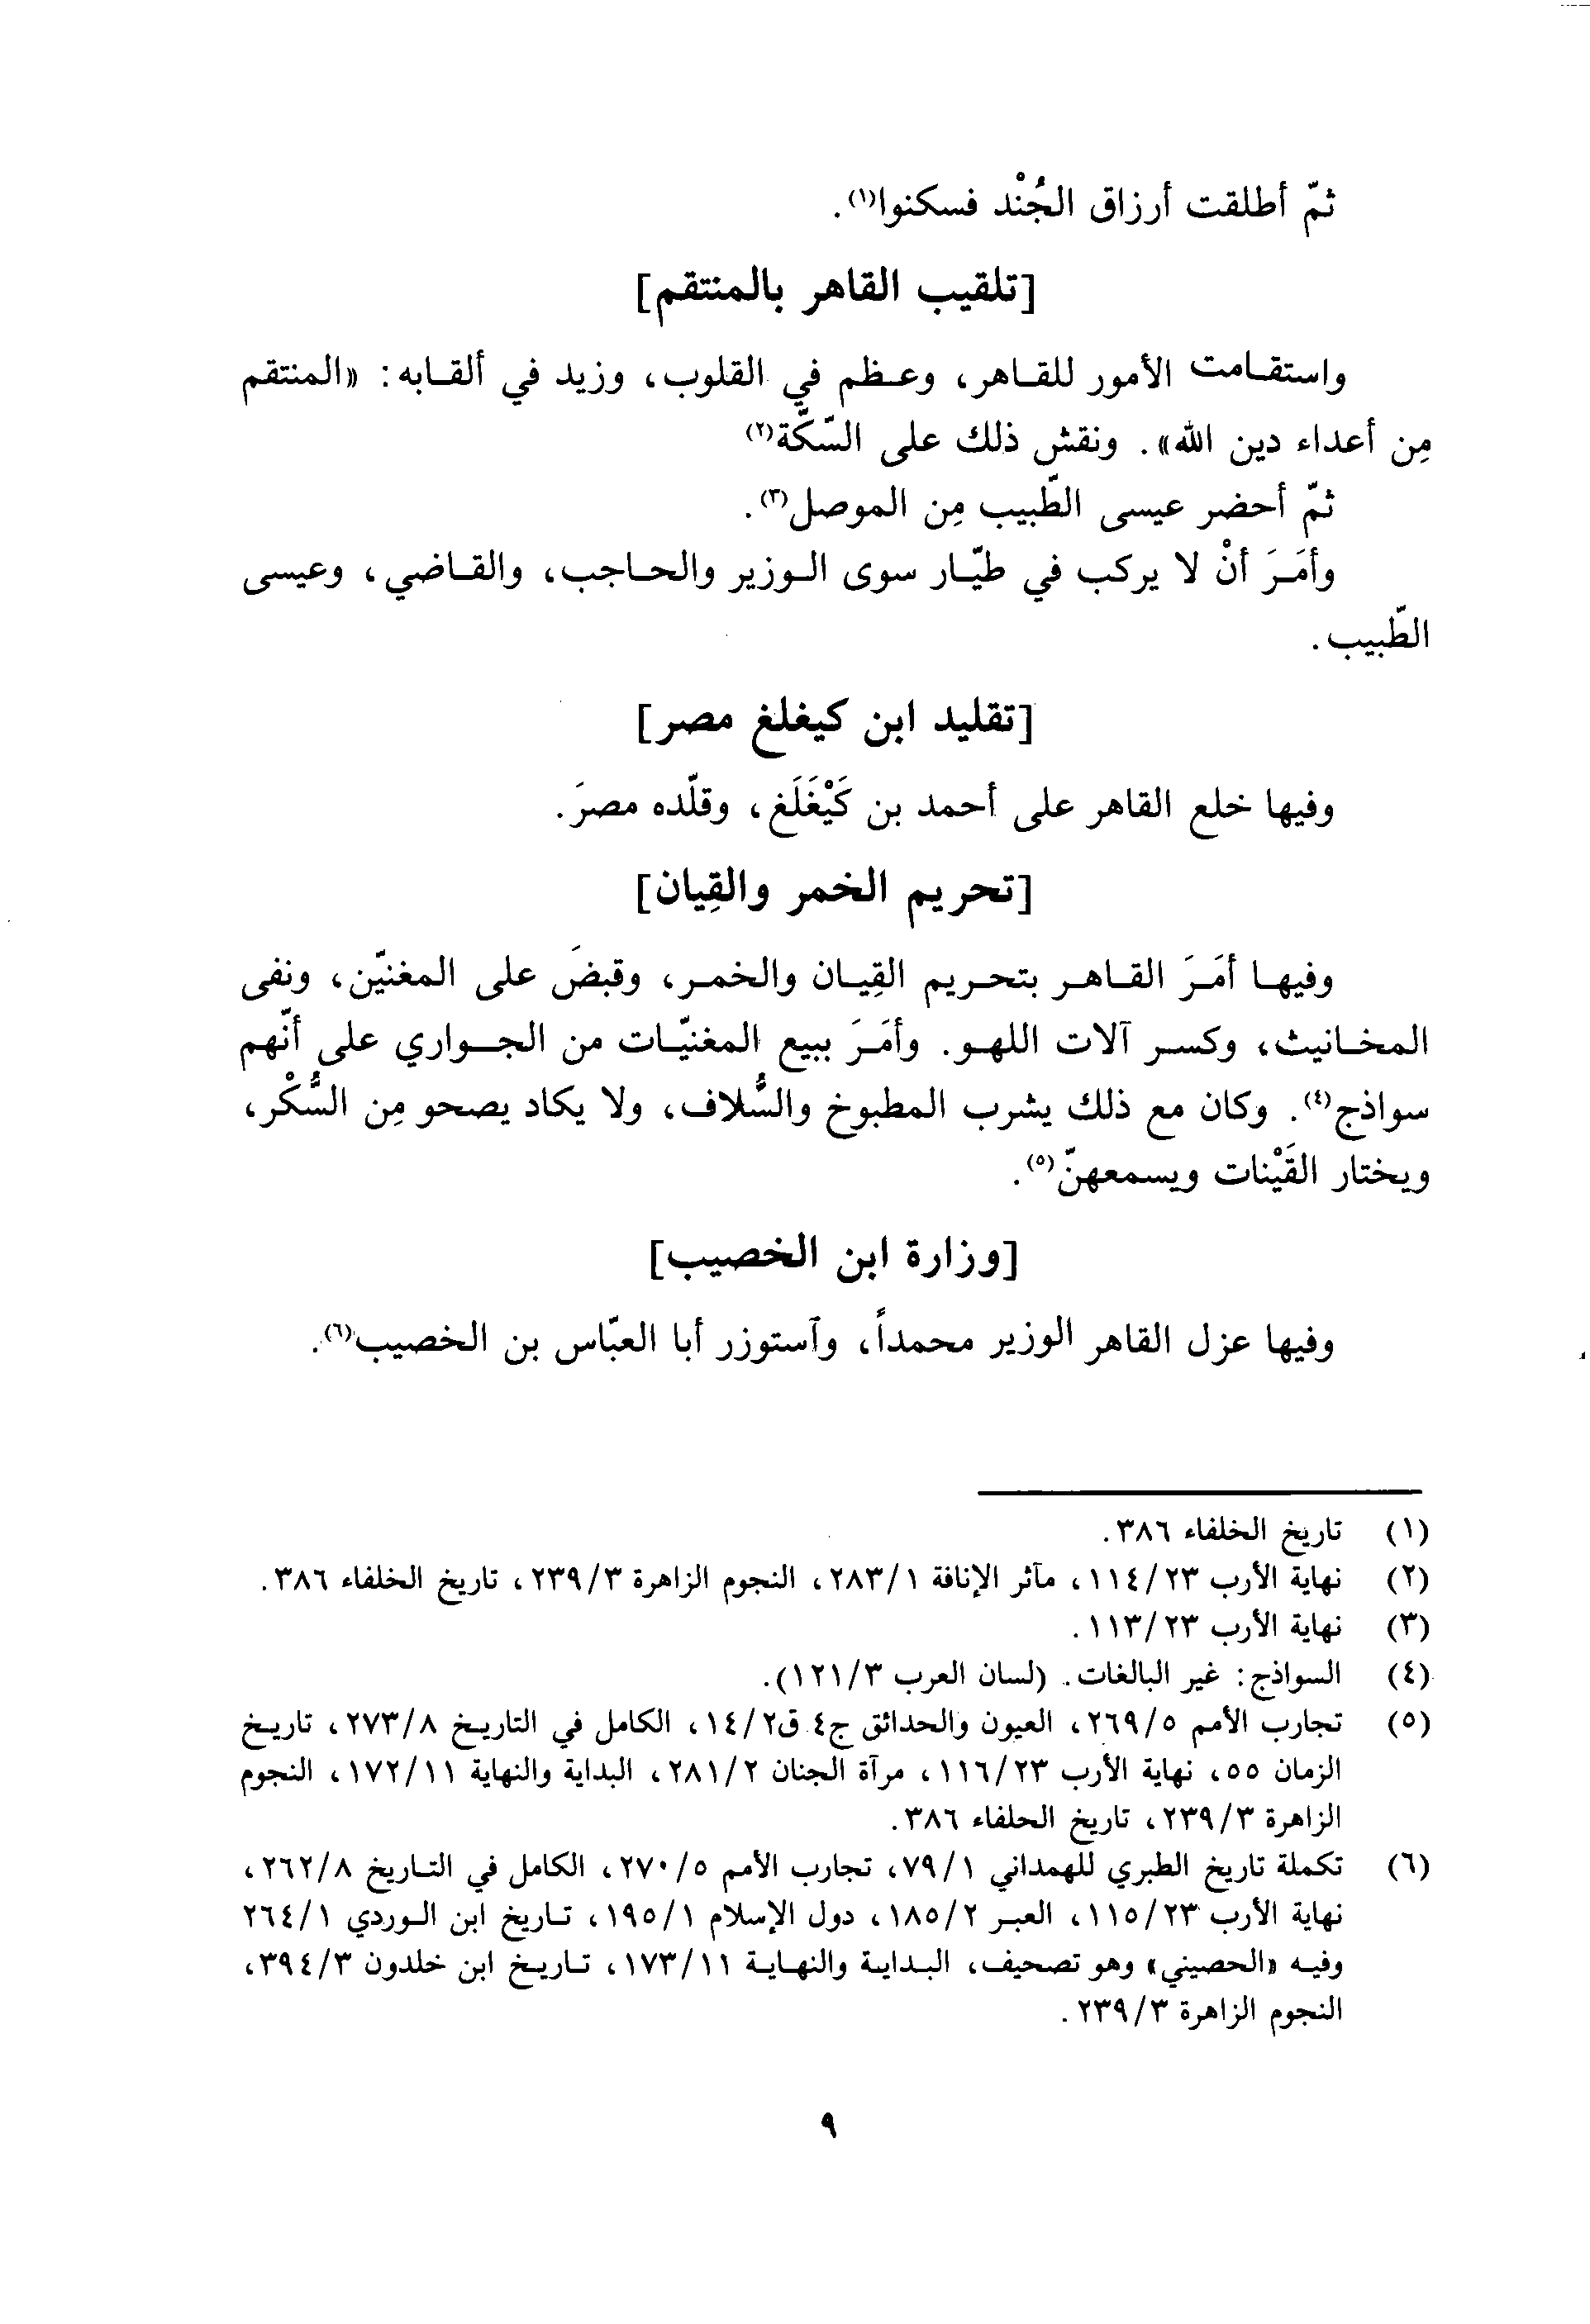 ثمّ أطلقت أرزاق الجُنْد فسكنوا(١).
[تلقيب القاهر بالمنتقم]
واستقامت الأمور للقاهر، وعظم في القلوب، وزيد في ألقابه: «المنتقم
مِن أعداء دين الله». ونقش ذلك على السّكّة(٢)
ثمّ أحضر عيسى الطّبيب مِن الموصل(٣).
وأمَرَ أنْ لا يركب في طيّار سوى الوزير والحاجب، والقاضي، وعيسى
الطّبيب.
[تقليد ابن كيغلغ مصر]
وفيها خلع القاهر على أحمد بن كَيْغَلَغ، وقلّده مصرَ.
[تحريم الخمر والقِيان]
وفيها أمَرَ القاهر بتحريم القِيان والخمر، وقبضَ على المغنيّن، ونفى
المخانيث، وكسر آلات اللهو. وأمَرَ ببيع المغنيّات من الجواري على أنّهم
سواذج(٤). وكان مع ذلك يشرب المطبوخ والسُّلاف، ولا يكاد يصحو مِن السُّكْر،
ويختار القَيْنات ويسمعهنّ(٥).
[وزارة ابن الخصيب]
وفيها عزل القاهر الوزير محمداً، وآستوزر أبا العبّاس بن الخصيب(٦).
(١) تاريخ الخلفاء ٣٨٦.
(٢) نهاية الأرب ١١٤/٢٣، مآثر الإنافة ٢٨٣/١، النجوم الزاهرة ٢٣٩/٣، تاريخ الخلفاء ٣٨٦.
(٣) نهاية الأرب ١١٣/٢٣.
(٤) السواذج: غير البالغات. (لسان العرب ١٢١/٣).
(٥) تجارب الأمم ٢٦٩/٥، العيون والحدائق ج٤ ق١٤/٢، الكامل في التاريخ ٢٧٣/٨، تاريخ
الزمان ٥٥، نهاية الأرب ١١٦/٢٣، مرآة الجنان ٢٨١/٢، البداية والنهاية ١٧٢/١١، النجوم
الزاهرة ٢٣٩/٣، تاريخ الحلفاء ٣٨٦.
(٦) تكملة تاريخ الطبري للهمداني ٧٩/١، تجارب الأمم ٢٧٠/٥، الكامل في التاريخ ٢٦٢/٨،
نهاية الأرب ١١٥/٢٣، العبر ١٨٥/٢، دول الإسلام ١٩٥/١، تاريخ ابن الوردي ٢٦٤/١
وفيه «الحصيني» وهو تصحيف، البداية والنهاية ١٧٣/١١، تاريخ ابن خلدون ٣٩٤/٣،
النجوم الزاهرة ٢٣٩/٣.
٩